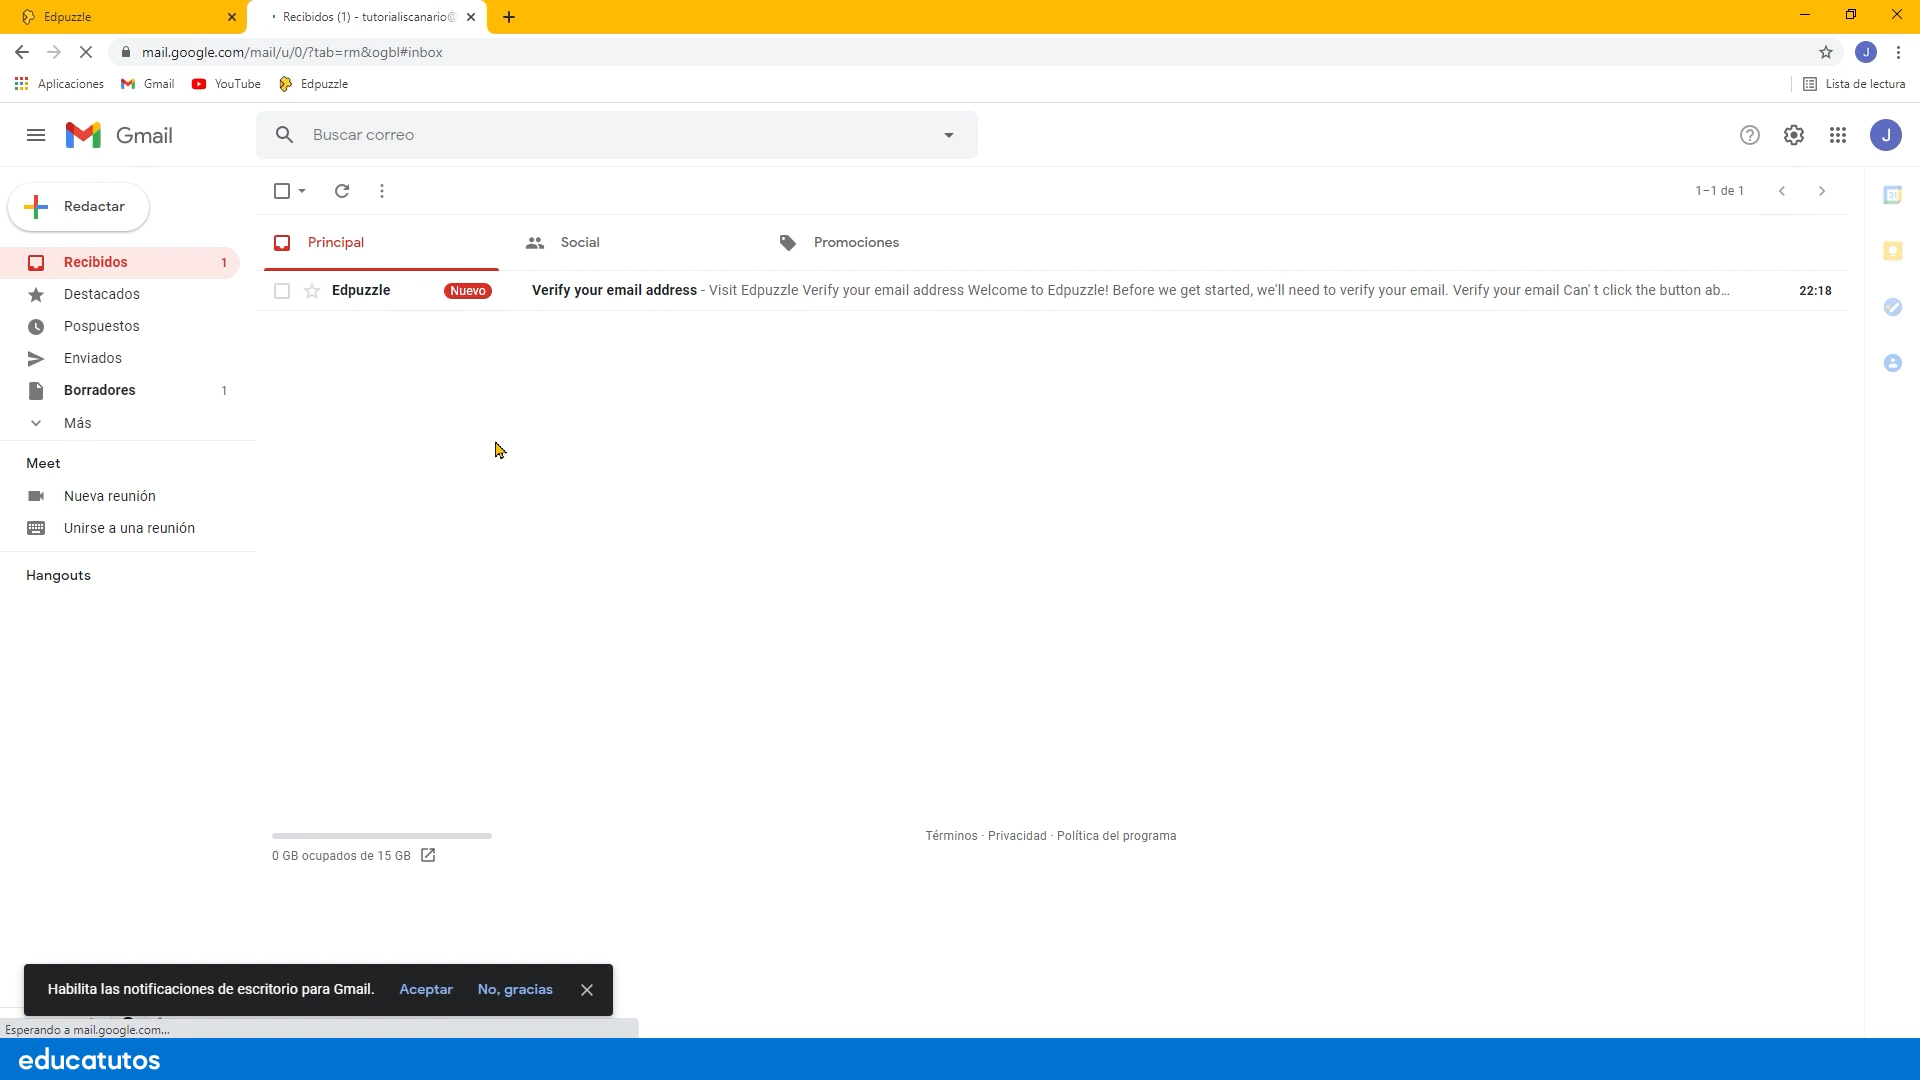 Edpuzzle
Recibidos (1) - tutorialiscanario@
mail.google.com/mail/u/0/?tab=rm&ogbl#inbox
J
Aplicaciones
Gmail
YouTube
Edpuzzle
Lista de lectura
Gmail
Buscar correo
J
Redactar
1–1 de 1
Principal
Social
Promociones
Recibidos 1
Edpuzzle Nuevo Verify your email address - Visit Edpuzzle Verify your email address Welcome to Edpuzzle! Before we get started, we'll need to verify your email. Verify your email Can' t click the button ab... 22:18
Destacados
Pospuestos
Enviados
Borradores 1
Más
Meet
Nueva reunión
Unirse a una reunión
Hangouts
31
0 GB ocupados de 15 GB
Términos · Privacidad · Política del programa
Habilita las notificaciones de escritorio para Gmail. Aceptar No, gracias
Esperando a mail.google.com...
educatutos